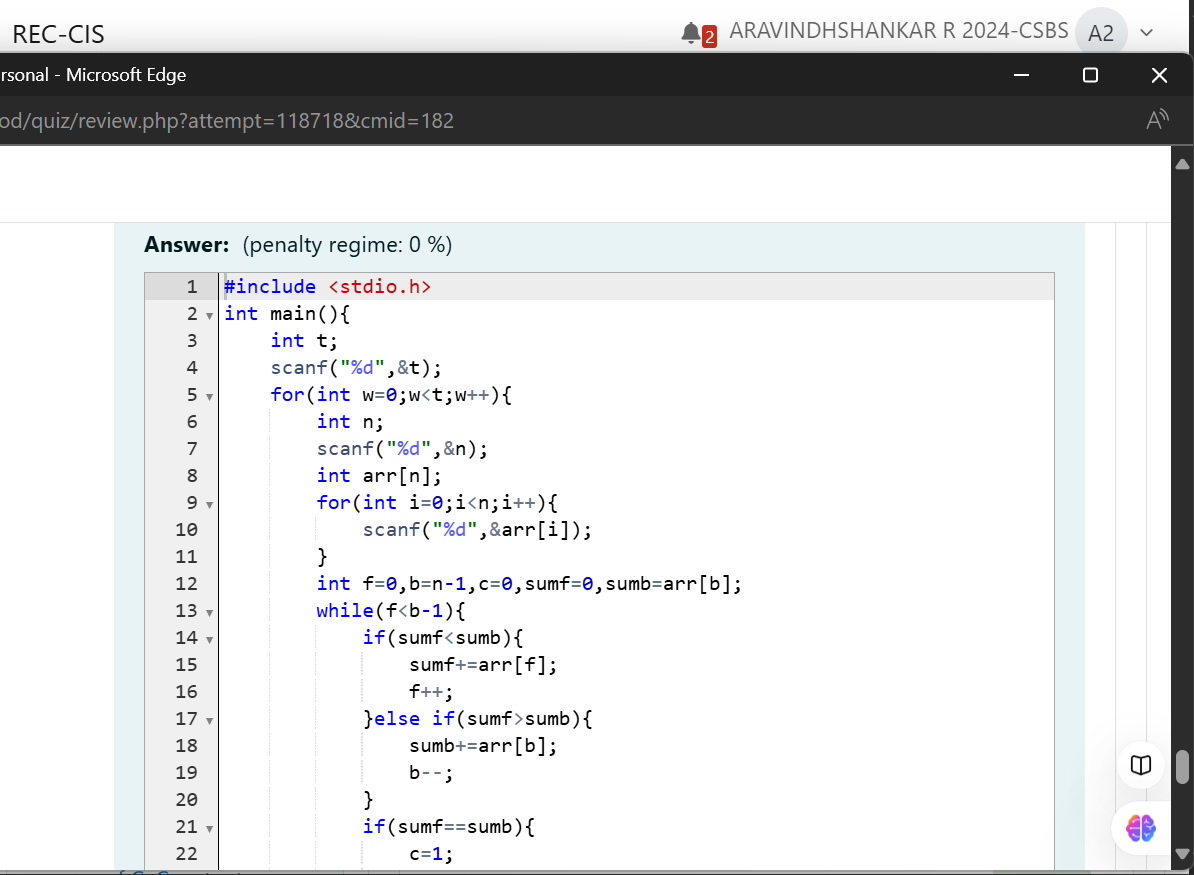 REC-CIS
2 ARAVINDHSHANKAR R 2024-CSBS A2
rsonal - Microsoft Edge
od/quiz/review.php?attempt=118718&cmid=182
Answer: (penalty regime: 0 %)
1 #include <stdio.h>
2 int main(){
3     int t;
4     scanf("%d",&t);
5     for(int w=0;w<t;w++){
6         int n;
7         scanf("%d",&n);
8         int arr[n];
9         for(int i=0;i<n;i++){
10             scanf("%d",&arr[i]);
11         }
12         int f=0,b=n-1,c=0,sumf=0,sumb=arr[b];
13         while(f<b-1){
14             if(sumf<sumb){
15                 sumf+=arr[f];
16                 f++;
17             }else if(sumf>sumb){
18                 sumb+=arr[b];
19                 b--;
20             }
21             if(sumf==sumb){
22                 c=1;